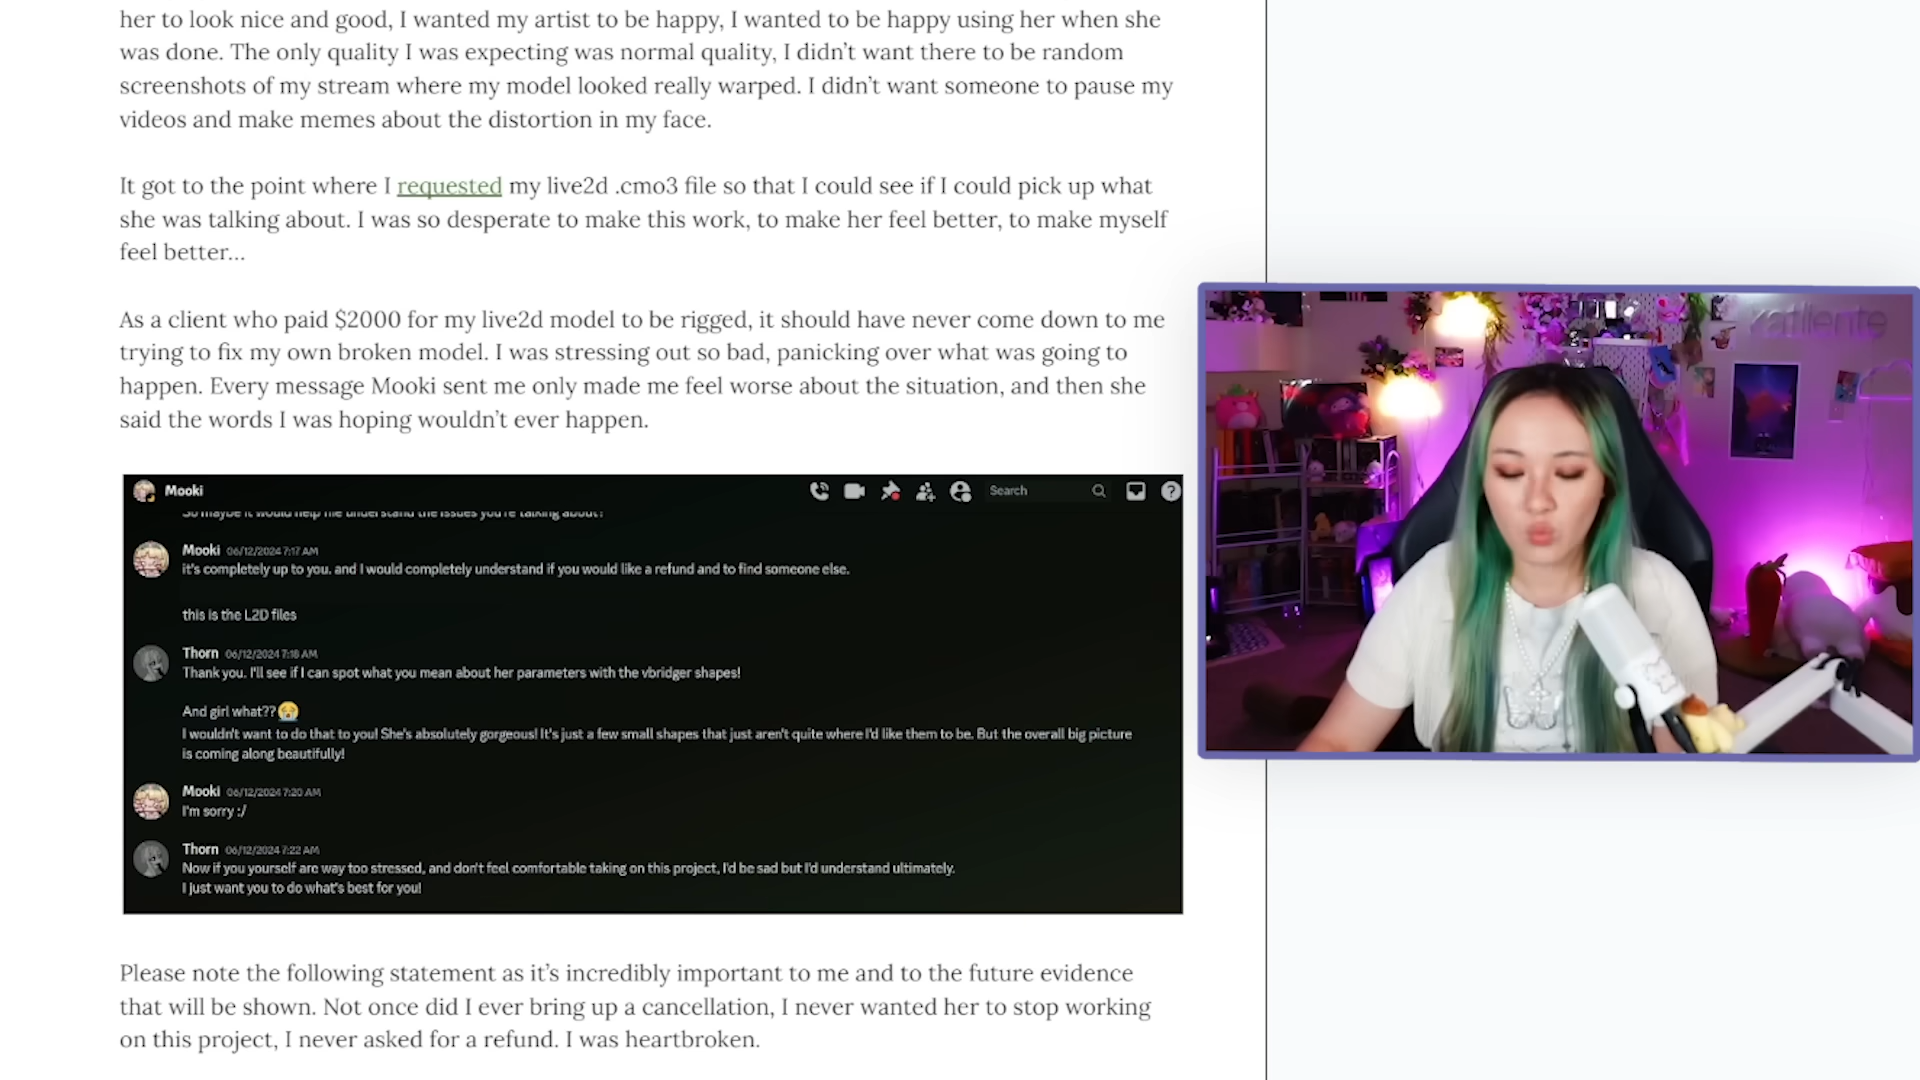 her to look nice and good, I wanted my artist to be happy, I wanted to be happy using her when she
was done. The only quality I was expecting was normal quality, I didn’t want there to be random
screenshots of my stream where my model looked really warped. I didn’t want someone to pause my
videos and make memes about the distortion in my face.
It got to the point where I requested my live2d .cmo3 file so that I could see if I could pick up what
she was talking about. I was so desperate to make this work, to make her feel better, to make myself
feel better…
As a client who paid $2000 for my live2d model to be rigged, it should have never come down to me
trying to fix my own broken model. I was stressing out so bad, panicking over what was going to
happen. Every message Mooki sent me only made me feel worse about the situation, and then she
said the words I was hoping wouldn’t ever happen.
Mooki
Search
So maybe it would help me understand the issues you're talking about?
Mooki 06/12/2024 7:17 AM
it's completely up to you. and I would completely understand if you would like a refund and to find someone else.
this is the L2D files
Thorn 06/12/2024 7:18 AM
Thank you. I'll see if I can spot what you mean about her parameters with the vbridger shapes!
And girl what??😭
I wouldn't want to do that to you! She's absolutely gorgeous! It's just a few small shapes that just aren't quite where I'd like them to be. But the overall big picture
is coming along beautifully!
Mooki 06/12/2024 7:20 AM
I'm sorry :/
Thorn 06/12/2024 7:22 AM
Now if you yourself are way too stressed, and don't feel comfortable taking on this project, I'd be sad but I'd understand ultimately.
I just want you to do what's best for you!
Please note the following statement as it’s incredibly important to me and to the future evidence
that will be shown. Not once did I ever bring up a cancellation, I never wanted her to stop working
on this project, I never asked for a refund. I was heartbroken.